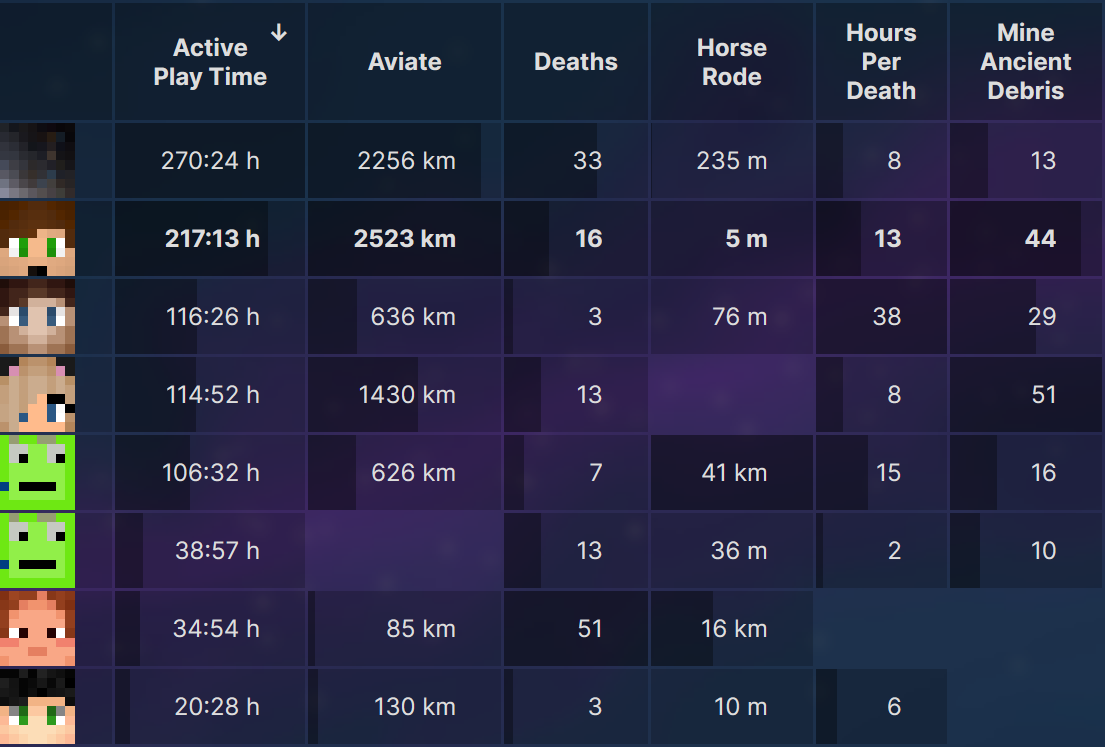 Active Play Time ↓ Aviate Deaths Horse Rode Hours Per Death Mine Ancient Debris
270:24 h 2256 km 33 235 m 8 13
217:13 h 2523 km 16 5 m 13 44
116:26 h 636 km 3 76 m 38 29
114:52 h 1430 km 13 8 51
106:32 h 626 km 7 41 km 15 16
38:57 h 13 36 m 2 10
34:54 h 85 km 51 16 km
20:28 h 130 km 3 10 m 6